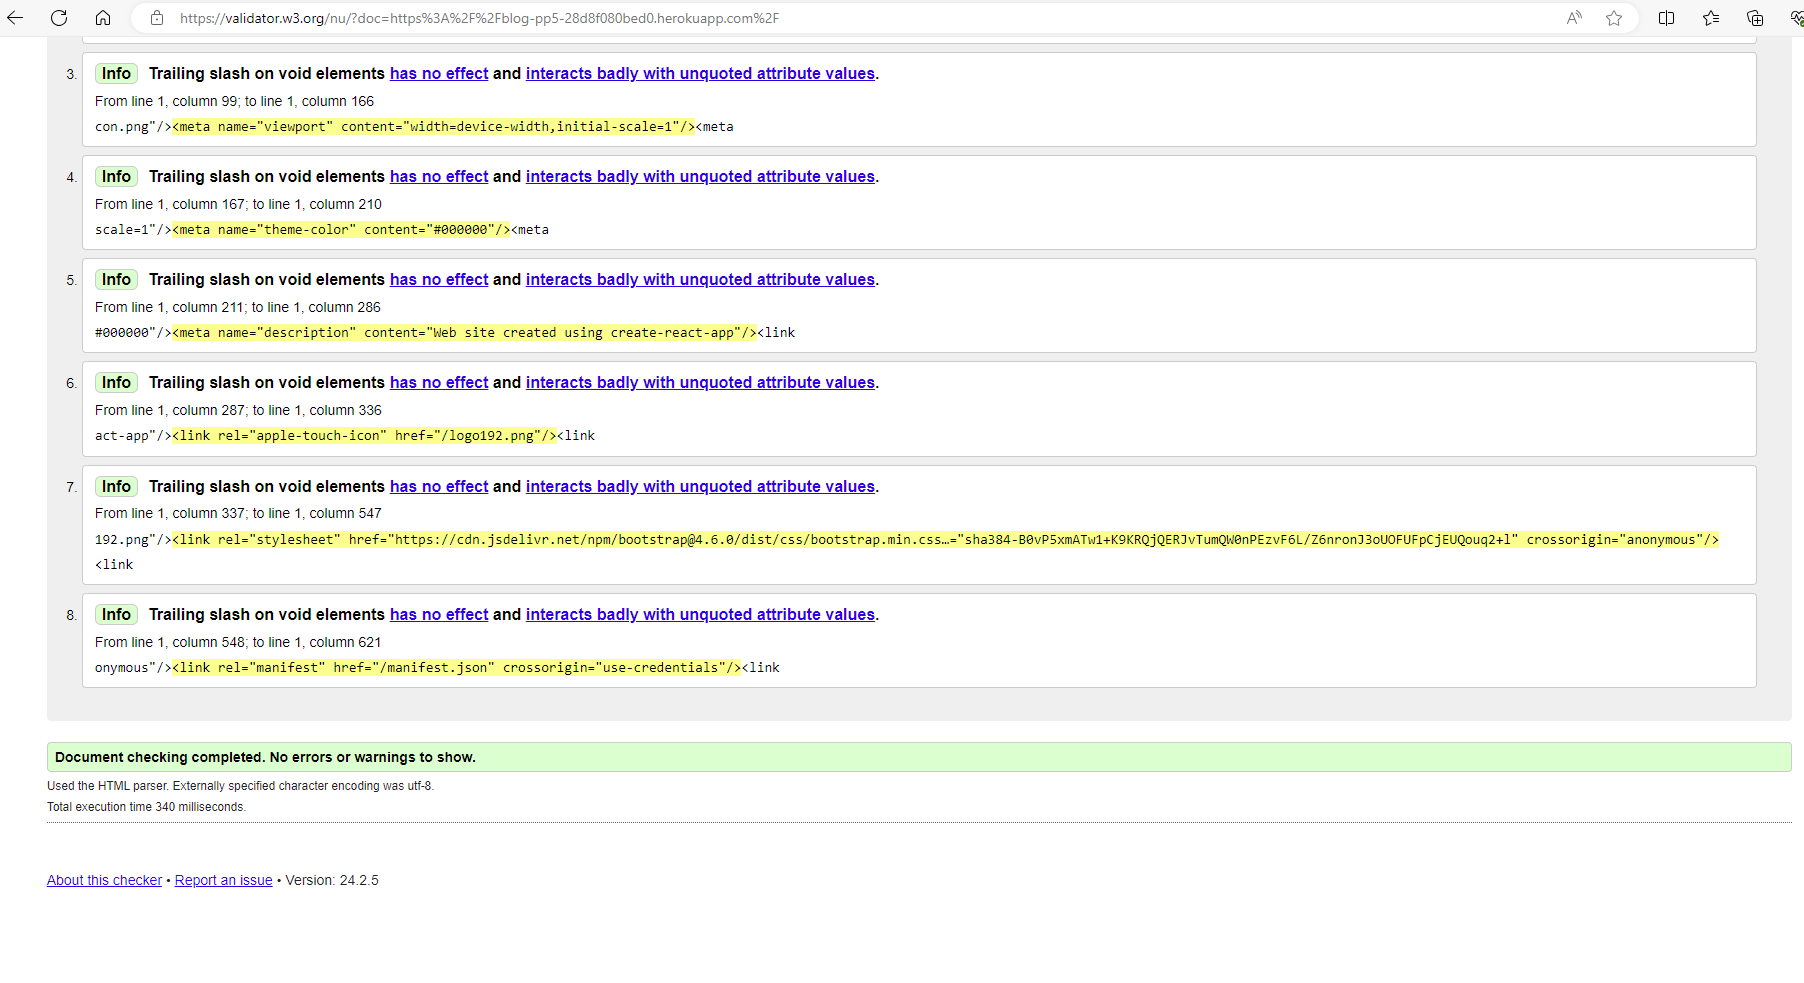 https://validator.w3.org/nu/?doc=https%3A%2F%2Fblog-pp5-28d8f080bed0.herokuapp.com%2F
3. Info Trailing slash on void elements has no effect and interacts badly with unquoted attribute values.
From line 1, column 99; to line 1, column 166
con.png"/><meta name="viewport" content="width=device-width,initial-scale=1"/><meta
4. Info Trailing slash on void elements has no effect and interacts badly with unquoted attribute values.
From line 1, column 167; to line 1, column 210
scale=1"/><meta name="theme-color" content="#000000"/><meta
5. Info Trailing slash on void elements has no effect and interacts badly with unquoted attribute values.
From line 1, column 211; to line 1, column 286
#000000"/><meta name="description" content="Web site created using create-react-app"/><link
6. Info Trailing slash on void elements has no effect and interacts badly with unquoted attribute values.
From line 1, column 287; to line 1, column 336
act-app"/><link rel="apple-touch-icon" href="/logo192.png"/><link
7. Info Trailing slash on void elements has no effect and interacts badly with unquoted attribute values.
From line 1, column 337; to line 1, column 547
192.png"/><link rel="stylesheet" href="https://cdn.jsdelivr.net/npm/bootstrap@4.6.0/dist/css/bootstrap.min.css…="sha384-B0vP5xmATw1+K9KRQjQERJvTumQW0nPEzvF6L/Z6nronJ3oUOFUFpCjEUQouq2+l" crossorigin="anonymous"/>
<link
8. Info Trailing slash on void elements has no effect and interacts badly with unquoted attribute values.
From line 1, column 548; to line 1, column 621
onymous"/><link rel="manifest" href="/manifest.json" crossorigin="use-credentials"/><link
Document checking completed. No errors or warnings to show.
Used the HTML parser. Externally specified character encoding was utf-8.
Total execution time 340 milliseconds.
About this checker • Report an issue • Version: 24.2.5